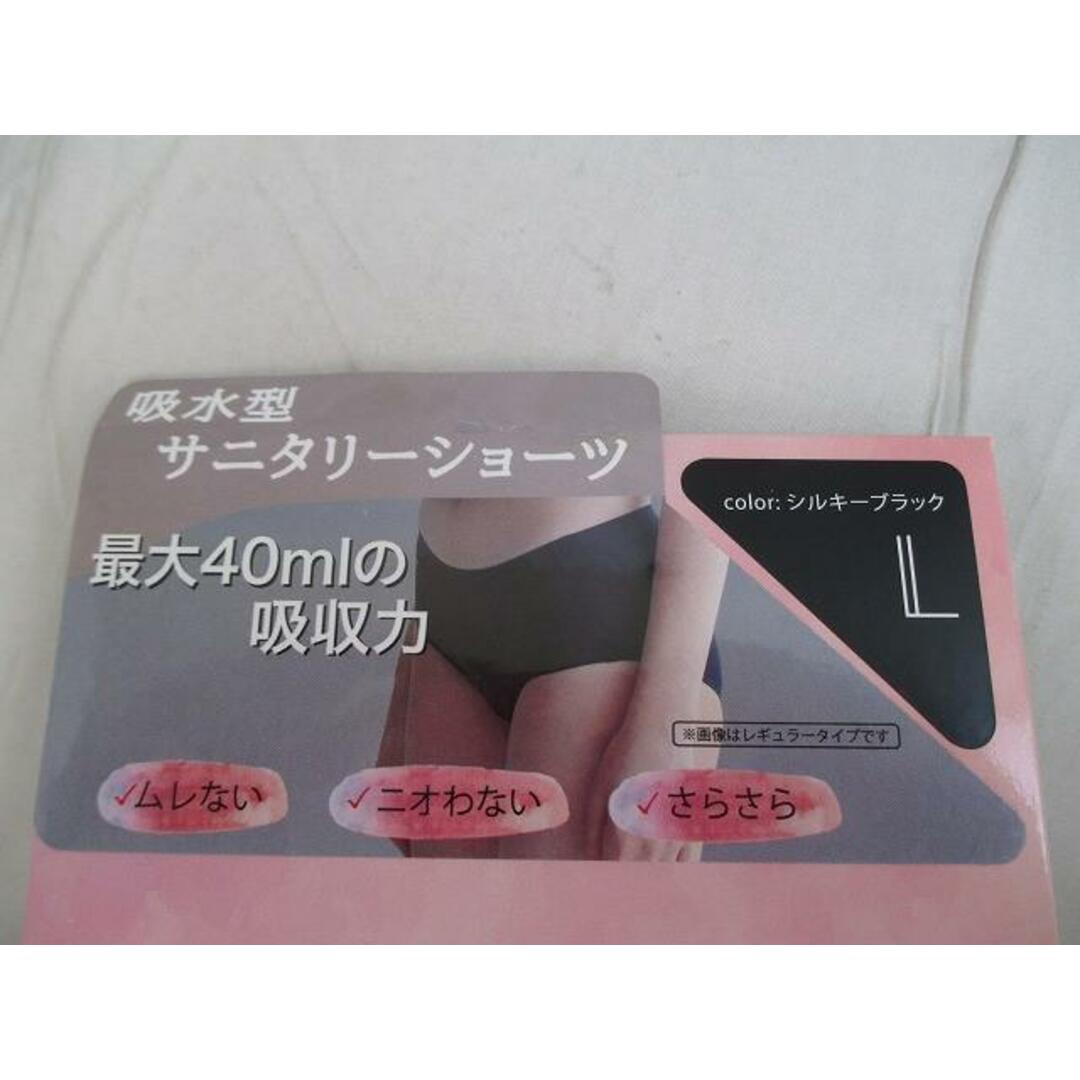 吸水型
サニタリーショーツ
最大40mlの
吸収力
color: シルキーブラック
L
※画像はレギュラータイプです
✓ムレない
✓ニオわない
✓さらさら